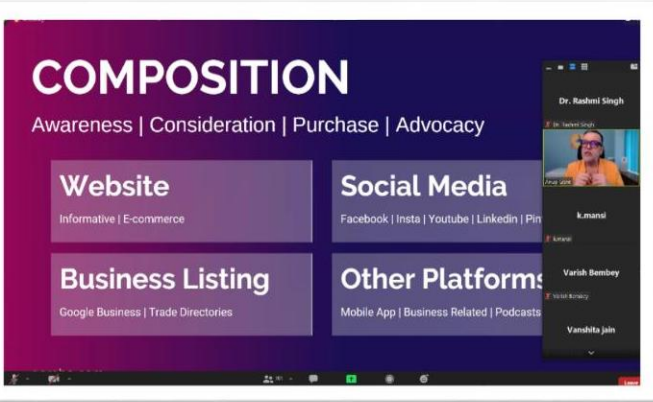 COMPOSITION
Awareness | Consideration | Purchase | Advocacy
Website
Informative | E-commerce
Social Media
Facebook | Insta | Youtube | Linkedin | Pin
Business Listing
Google Business | Trade Directories
Other Platforms
Mobile App | Business Related | Podcasts
Dr. Rashmi Singh
Dr. Rashmi Singh
k.mansi
k.mansi
Varish Bembey
Varish Bembey
Vanshita jain
Leave